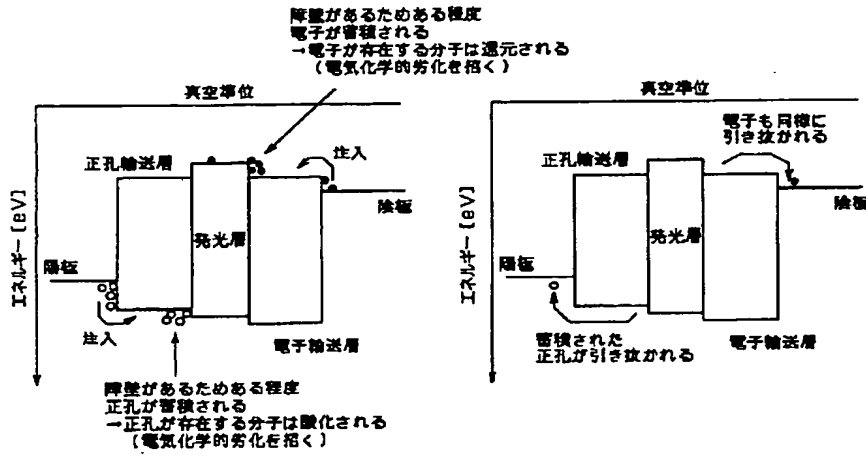 障壁があるためある程度
電子が蓄積される
→電子が存在する分子は還元される
(電気化学的劣化を招く)
真空準位
正孔輸送層
注入
陰極
発光層
エネルギー[eV]
陽極
注入
電子輸送層
障壁があるためある程度
正孔が蓄積される
→正孔が存在する分子は酸化される
(電気化学的劣化を招く)
真空準位
電子も同様に
引き抜かれる
正孔輸送層
陰極
発光層
エネルギー[eV]
陽極
蓄積された
正孔が引き抜かれる
電子輸送層